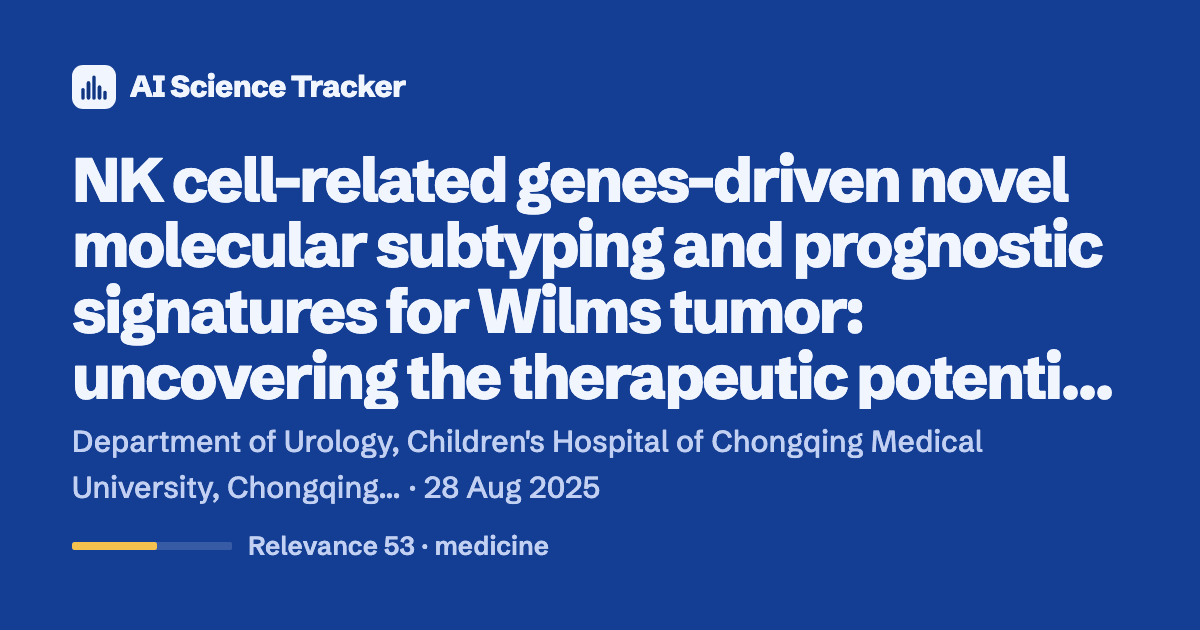 AI Science Tracker
NK cell-related genes-driven novel
molecular subtyping and prognostic
signatures for Wilms tumor:
uncovering the therapeutic potenti...
Department of Urology, Children's Hospital of Chongqing Medical
University, Chongqing... · 28 Aug 2025
Relevance 53 · medicine